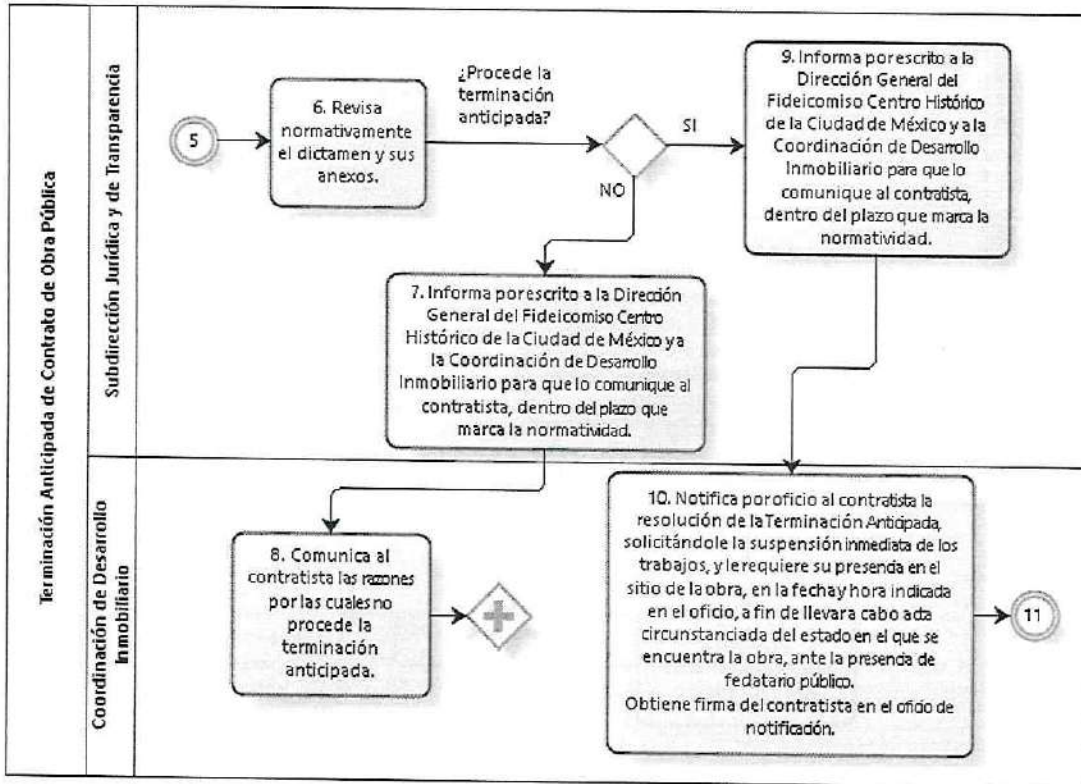 Terminación Anticipada de Contrato de Obra Pública
Subdirección Jurídica y de Transparencia
5
6. Revisa
normativamente
el dictamen y sus
anexos.
¿Procede la
terminación
anticipada?
SI
NO
9. Informa por escrito a la
Dirección General del
Fideicomiso Centro Histórico
de la Ciudad de México y a la
Coordinación de Desarrollo
Inmobiliario para que lo
comunique al contratista,
dentro del plazo que marca la
normatividad.
7. Informa por escrito a la Dirección
General del Fideicomiso Centro
Histórico de la Ciudad de México y a
la Coordinación de Desarrollo
Inmobiliario para que lo comunique al
contratista, dentro del plazo que
marca la normatividad.
Coordinación de Desarrollo
Inmobiliario
8. Comunica al
contratista las razones
por las cuales no
procede la
terminación
anticipada.
10. Notifica por oficio al contratista la
resolución de la Terminación Anticipada,
solicitándole la suspensión inmediata de los
trabajos, y le requiere su presencia en el
sitio de la obra, en la fecha y hora indicada
en el oficio, a fin de llevar a cabo acta
circunstanciada del estado en el que se
encuentra la obra, ante la presencia de
fedatario público.
Obtiene firma del contratista en el oficio de
notificación.
11